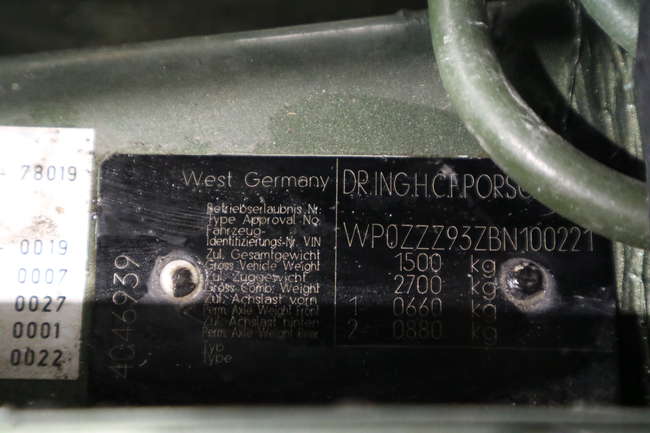 78019
0019
0007
0027
0001
0022
4046939
West Germany
DR.ING.H.C.F.PORS
Betriebserlaubnis Nr.
Type Approval No.
Fahrzeug-
Identifizierungs-Nr. VIN
WP0ZZZ93ZBN100221
Zul. Gesamtgewicht
Gross Vehicle Weight
1500 kg
Zul. Zuggewicht
Gross Comb. Weight
2700 kg
Zul. Achslast vorn
Perm. Axle Weight Front
1 - 0660 kg
Zul. Achslast hinten
Perm. Axle Weight Rear
2 - 0880 kg
Typ
Type